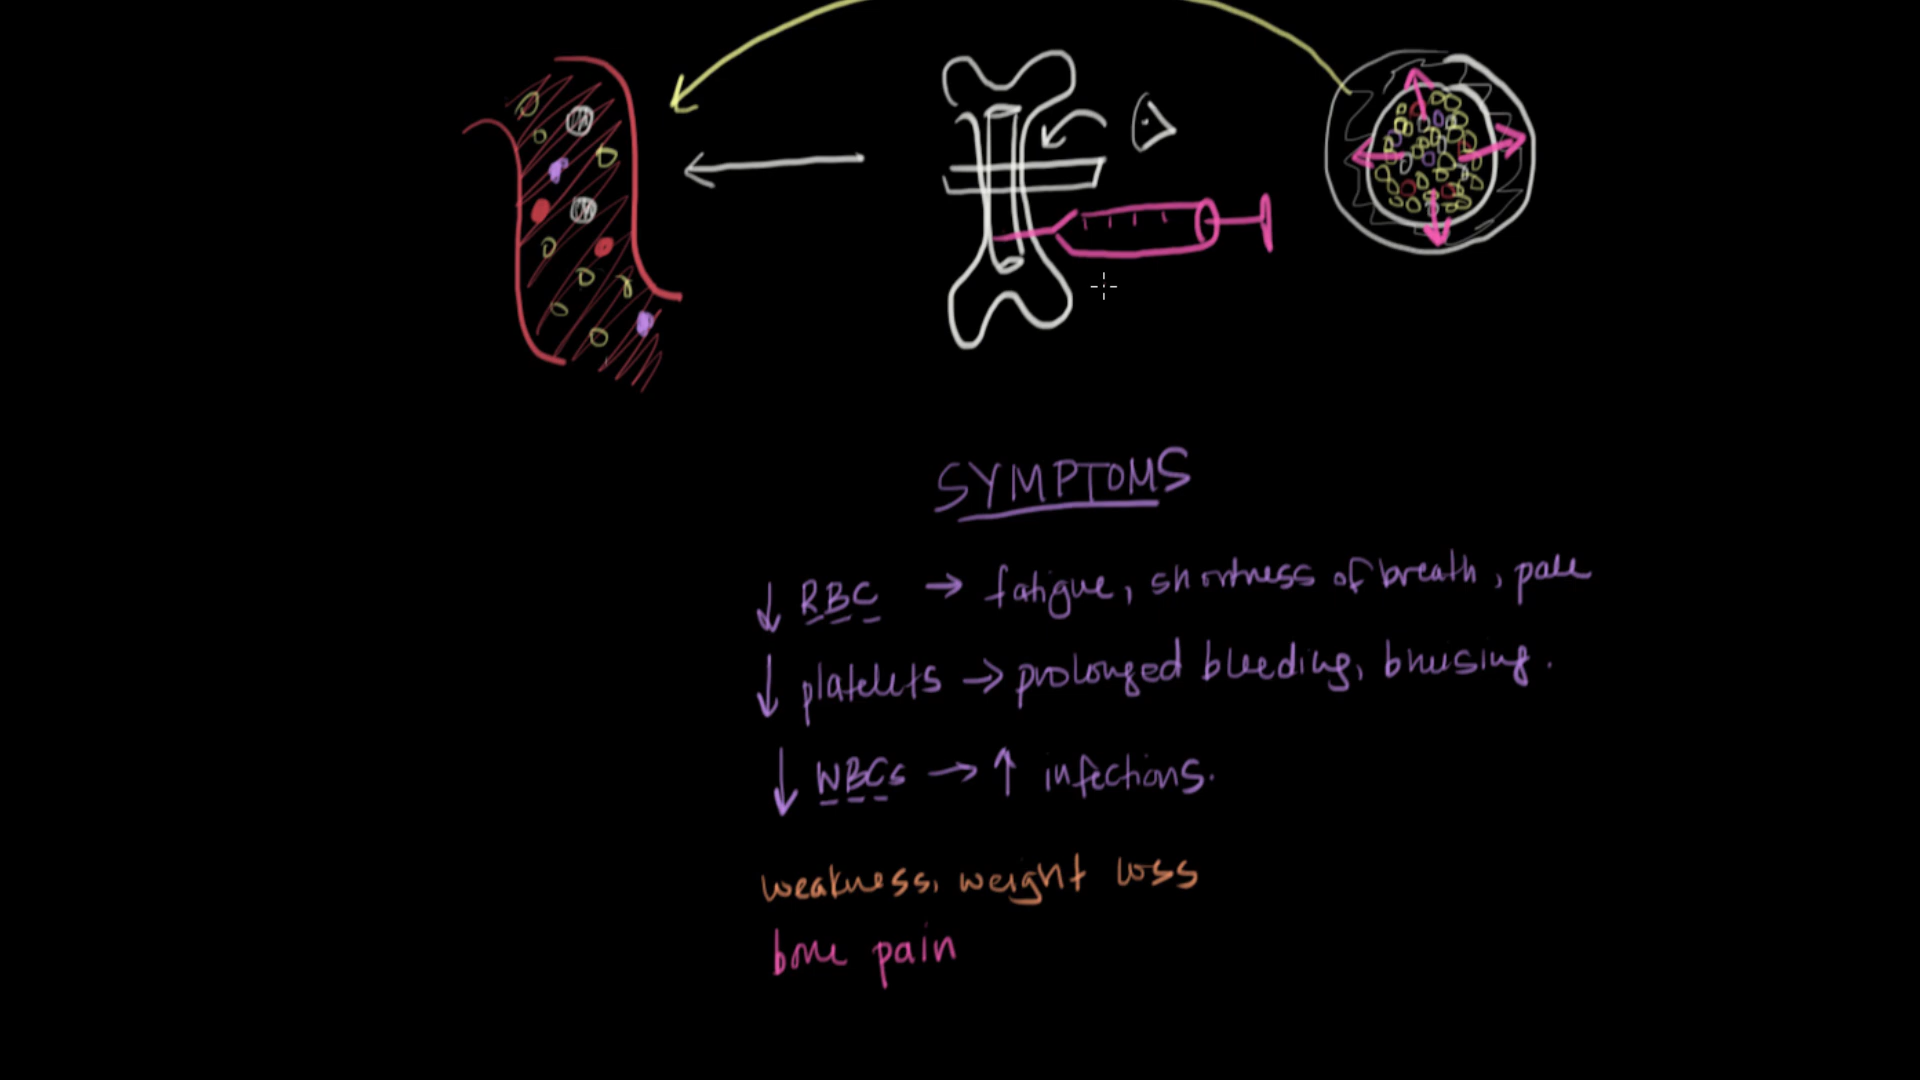 SYMPTOMS
↓ RBC → fatigue, shortness of breath, pale
↓ platelets → prolonged bleeding, bruising.
↓ WBCs → ↑ infections.
weakness, weight loss
bone pain